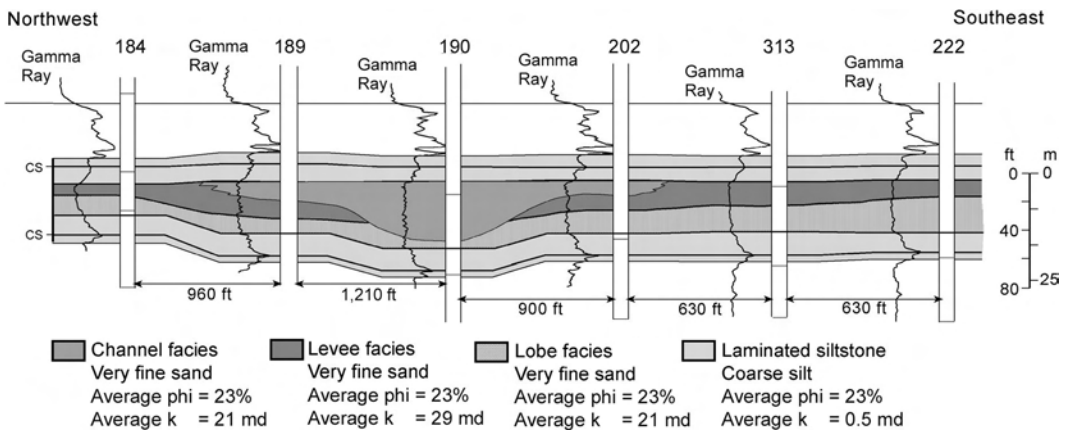 Northwest
Southeast
184
189
190
202
313
222
Gamma
Ray
Gamma
Ray
Gamma
Ray
Gamma
Ray
Gamma
Ray
Gamma
Ray
CS
CS
ft m
0 0
40
80 25
960 ft
1,210 ft
900 ft
630 ft
630 ft
Channel facies
Very fine sand
Average phi = 23%
Average k = 21 md
Levee facies
Very fine sand
Average phi = 23%
Average k = 29 md
Lobe facies
Very fine sand
Average phi = 23%
Average k = 21 md
Laminated siltstone
Coarse silt
Average phi = 23%
Average k = 0.5 md